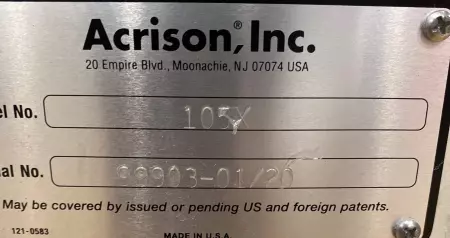 Acrison,® Inc.
20 Empire Blvd., Moonachie, NJ 07074 USA
el No. 105X
al No. 99903-01/20
May be covered by issued or pending US and foreign patents.
121-0583
MADE IN U.S.A.